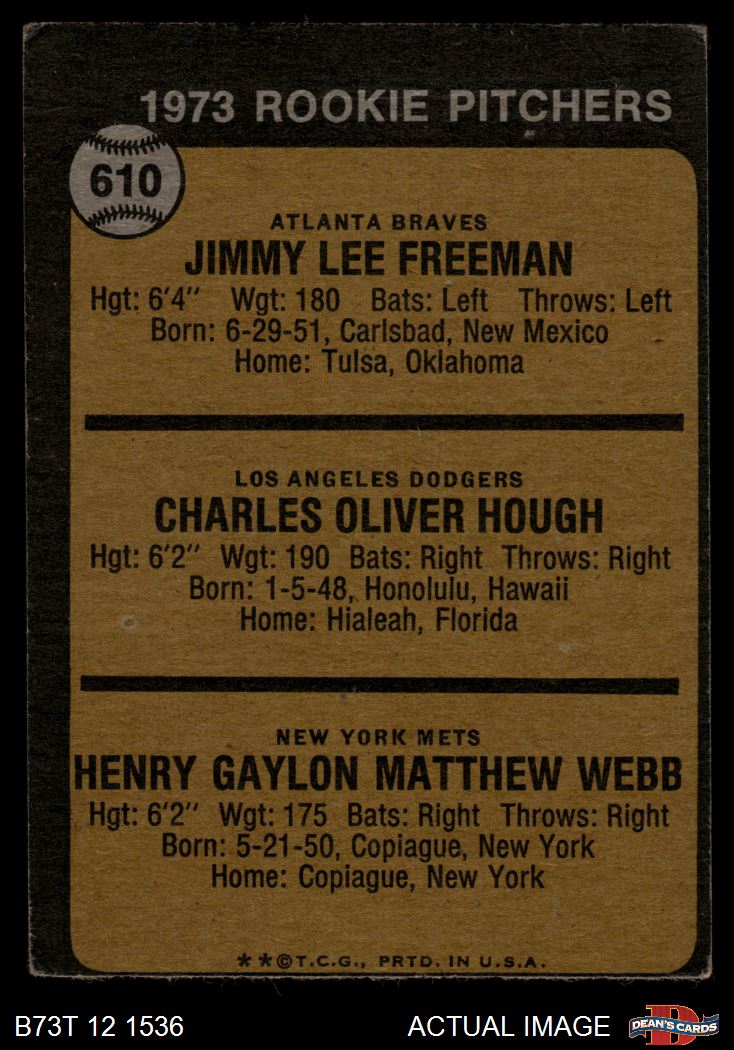 1973 ROOKIE PITCHERS
610
ATLANTA BRAVES
JIMMY LEE FREEMAN
Hgt: 6'4" Wgt: 180 Bats: Left Throws: Left
Born: 6-29-51, Carlsbad, New Mexico
Home: Tulsa, Oklahoma
LOS ANGELES DODGERS
CHARLES OLIVER HOUGH
Hgt: 6'2" Wgt: 190 Bats: Right Throws: Right
Born: 1-5-48, Honolulu, Hawaii
Home: Hialeah, Florida
NEW YORK METS
HENRY GAYLON MATTHEW WEBB
Hgt: 6'2" Wgt: 175 Bats: Right Throws: Right
Born: 5-21-50, Copiague, New York
Home: Copiague, New York
**©T.C.G., PRTD. IN U.S.A.
B73T 12 1536 ACTUAL IMAGE
D
DEAN'S CARDS